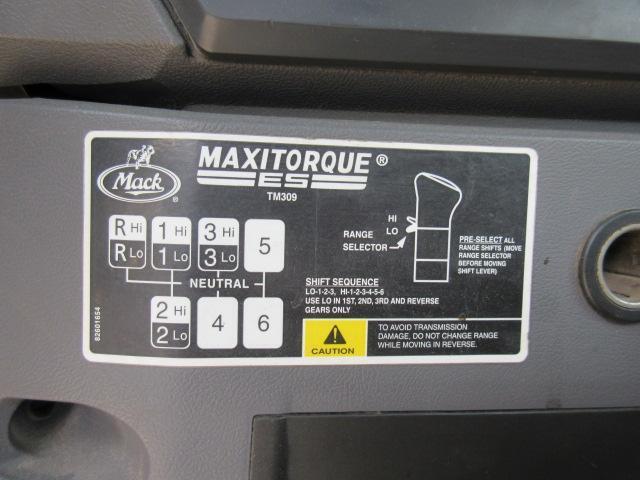 Mack®
MAXITORQUE®
ES
TM309
R Hi 1 Hi 3 Hi 5
R Lo 1 Lo 3 Lo
NEUTRAL
2 Hi 4 6
2 Lo
82601654
HI
LO
RANGE
SELECTOR
PRE-SELECT ALL
RANGE SHIFTS (MOVE
RANGE SELECTOR
BEFORE MOVING
SHIFT LEVER)
SHIFT SEQUENCE
LO-1-2-3, HI-1-2-3-4-5-6
USE LO IN 1ST, 2ND, 3RD AND REVERSE
GEARS ONLY
CAUTION
TO AVOID TRANSMISSION
DAMAGE, DO NOT CHANGE RANGE
WHILE MOVING IN REVERSE.